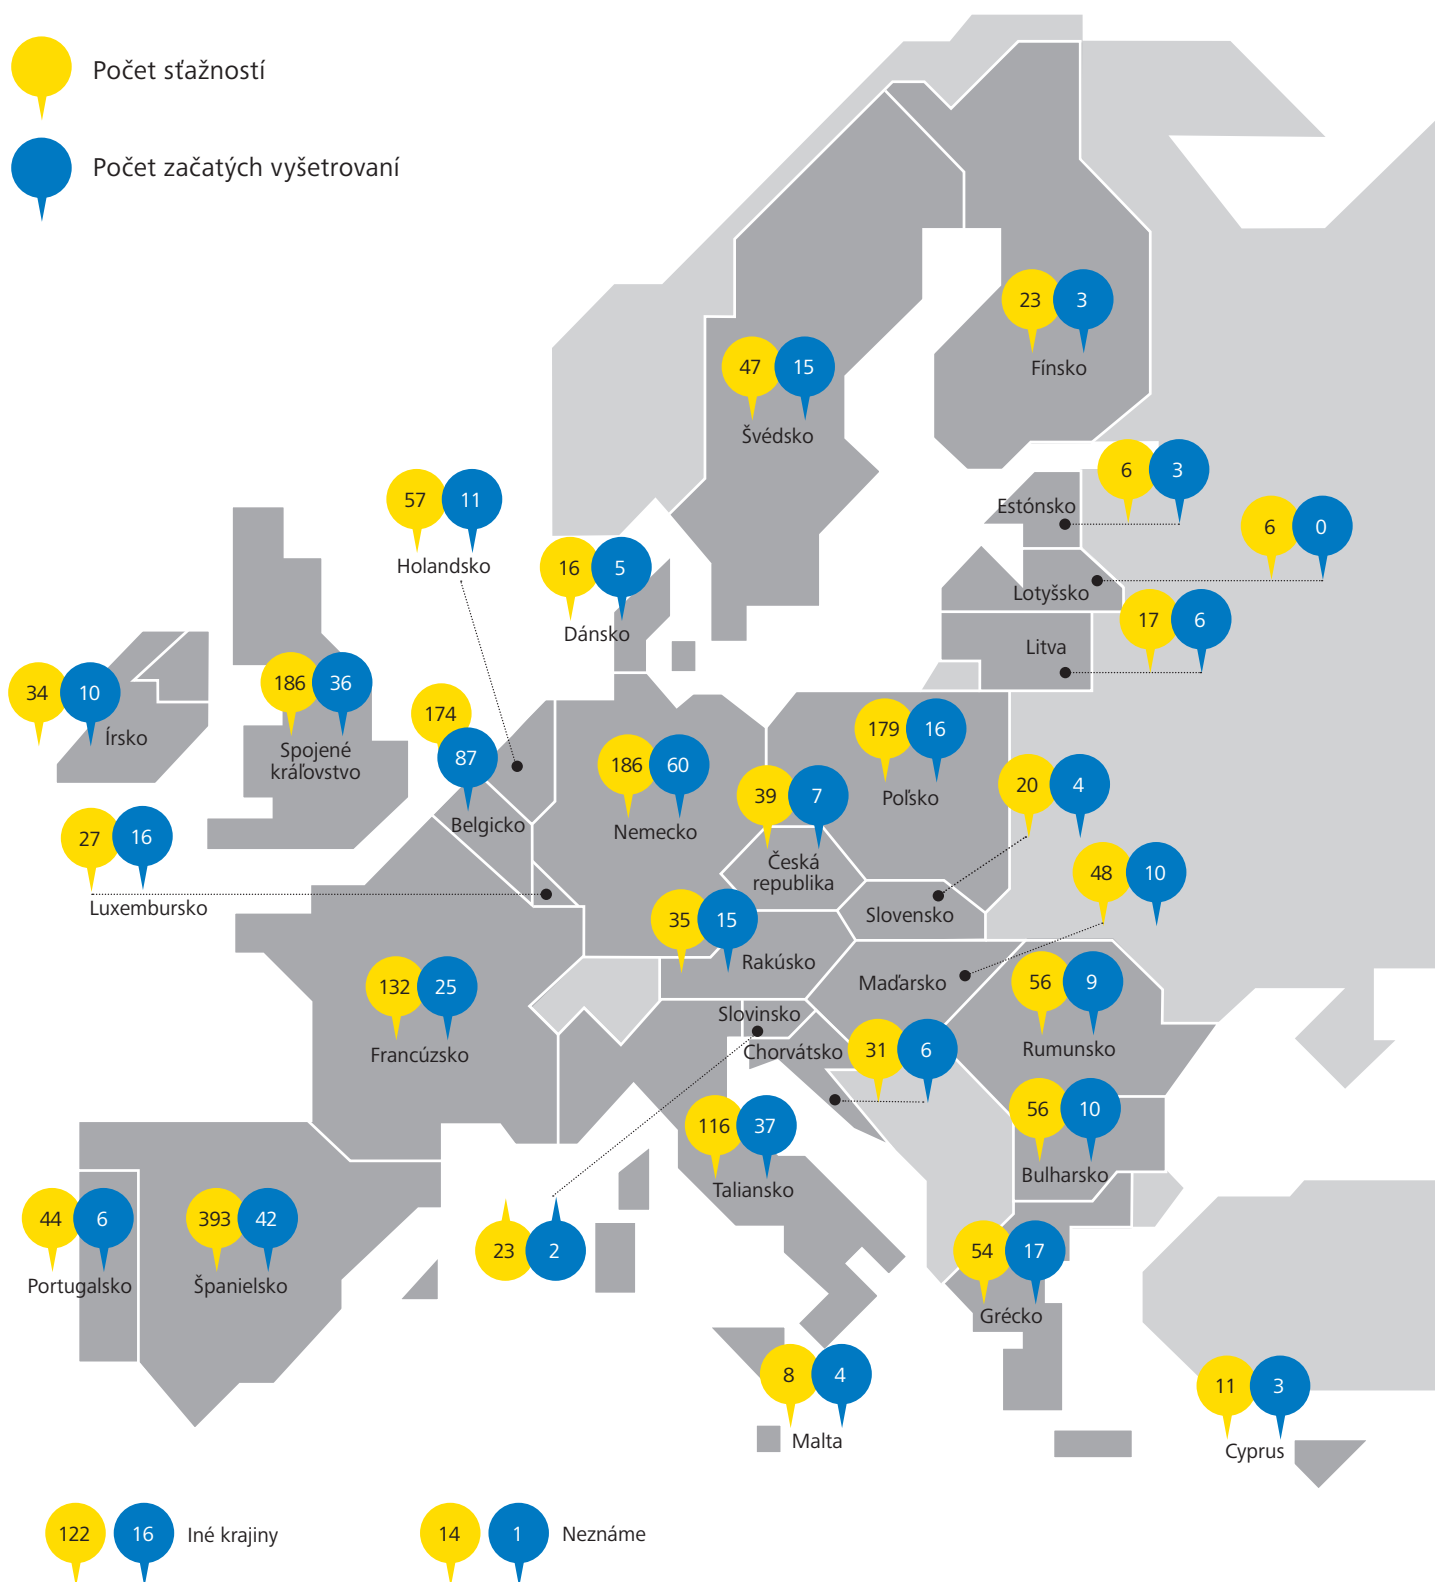 Počet sťažností
Počet začatých vyšetrovaní
23
3
Fínsko
47
15
Švédsko
6
3
Estónsko
57
11
Holandsko
6
0
Lotyšsko
16
5
Dánsko
17
6
Litva
34
10
Írsko
186
36
Spojené
kráľovstvo
174
87
Belgicko
186
60
Nemecko
179
16
Poľsko
39
7
Česká
republika
20
4
Slovensko
27
16
Luxembursko
48
10
Maďarsko
35
15
Rakúsko
132
25
Francúzsko
56
9
Rumunsko
Slovinsko
23
2
Chorvátsko
31
6
116
37
Taliansko
56
10
Bulharsko
44
6
Portugalsko
393
42
Španielsko
54
17
Grécko
8
4
Malta
11
3
Cyprus
122
16
Iné krajiny
14
1
Neznáme